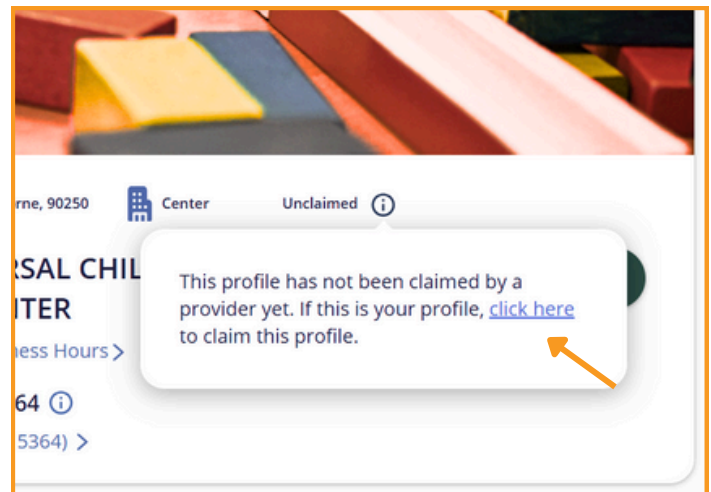 rne, 90250 Center Unclaimed
This profile has not been claimed by a
provider yet. If this is your profile, click here
to claim this profile.
RSAL CHIL
ITER
ness Hours >
64
5364) >